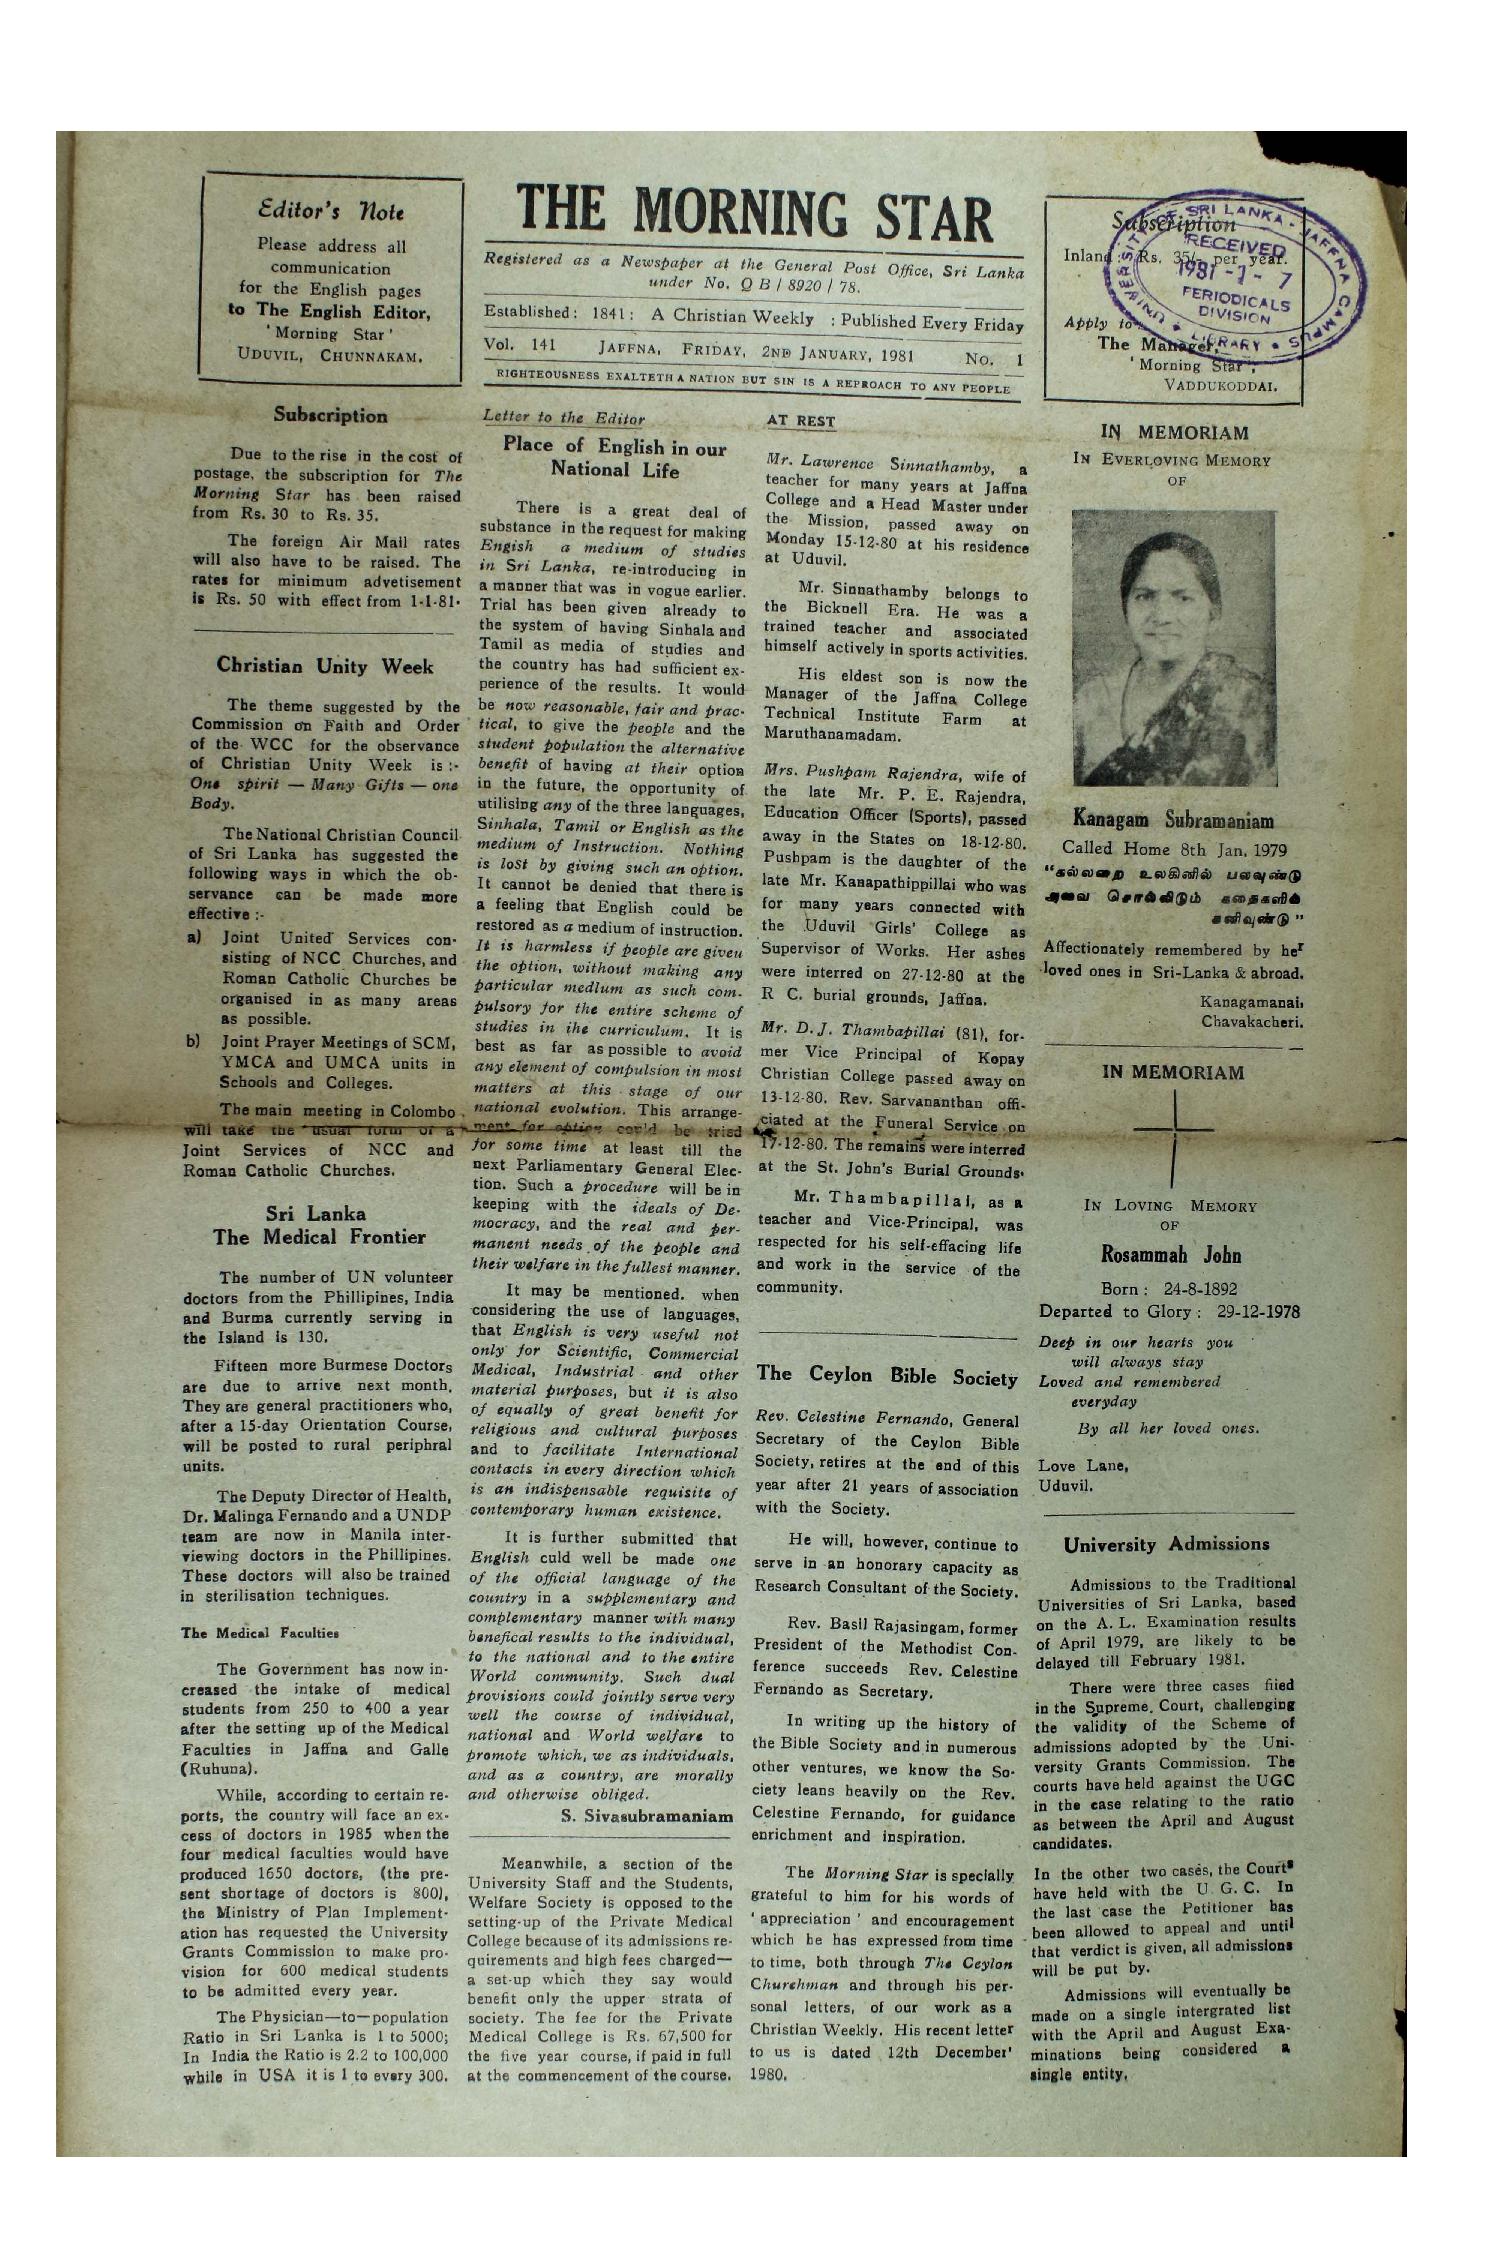 Editor's Note
Please address all
communication
for the English pages
to The English Editor,
'Morning Star'
UDUVIL, CHUNNAKAM.
THE MORNING STAR
Registered as a Newspaper at the General Post Office, Sri Lanka
under No. Q B / 8920 / 78.
Established: 1841: A Christian Weekly : Published Every Friday
Vol. 141 JAFFNA, FRIDAY, 2ND JANUARY, 1981 No. 1
RIGHTEOUSNESS EXALTETH A NATION BUT SIN IS A REPROACH TO ANY PEOPLE
Subscription
Inland: Rs. 35/- per year.
Apply to
The Manager,
'Morning Star',
VADDUKODDAI.
UNIVERSITY OF SRI LANKA - JAFFNA CAMPUS
LIBRARY
RECEIVED
1981 -1- 7
PERIODICALS
DIVISION
Subscription
Due to the rise in the cost of
postage, the subscription for The
Morning Star has been raised
from Rs. 30 to Rs. 35.
The foreign Air Mail rates
will also have to be raised. The
rates for minimum advetisement
is Rs. 50 with effect from 1-1-81.
Christian Unity Week
The theme suggested by the
Commission on Faith and Order
of the WCC for the observance
of Christian Unity Week is :-
One spirit — Many Gifts — one
Body.
The National Christian Council
of Sri Lanka has suggested the
following ways in which the ob-
servance can be made more
effective :-
a) Joint United Services con-
sisting of NCC Churches, and
Roman Catholic Churches be
organised in as many areas
as possible.
b) Joint Prayer Meetings of SCM,
YMCA and UMCA units in
Schools and Colleges.
The main meeting in Colombo
will take the usual form of a
Joint Services of NCC and
Roman Catholic Churches.
Sri Lanka
The Medical Frontier
The number of UN volunteer
doctors from the Phillipines, India
and Burma currently serving in
the Island is 130.
Fifteen more Burmese Doctors
are due to arrive next month.
They are general practitioners who,
after a 15-day Orientation Course,
will be posted to rural periphral
units.
The Deputy Director of Health,
Dr. Malinga Fernando and a UNDP
team are now in Manila inter-
viewing doctors in the Phillipines.
These doctors will also be trained
in sterilisation techniques.
The Medical Faculties
The Government has now in-
creased the intake of medical
students from 250 to 400 a year
after the setting up of the Medical
Faculties in Jaffna and Galle
(Ruhuna).
While, according to certain re-
ports, the country will face an ex-
cess of doctors in 1985 when the
four medical faculties would have
produced 1650 doctors, (the pre-
sent shortage of doctors is 800),
the Ministry of Plan Implement-
ation has requested the University
Grants Commission to make pro-
vision for 600 medical students
to be admitted every year.
The Physician—to—population
Ratio in Sri Lanka is 1 to 5000;
In India the Ratio is 2.2 to 100,000
while in USA it is 1 to every 300.
Letter to the Editor
Place of English in our
National Life
There is a great deal of
substance in the request for making
Engish a medium of studies
in Sri Lanka, re-introducing in
a manner that was in vogue earlier.
Trial has been given already to
the system of having Sinhala and
Tamil as media of studies and
the country has had sufficient ex-
perience of the results. It would
be now reasonable, fair and prac-
tical, to give the people and the
student population the alternative
benefit of having at their option
in the future, the opportunity of
utilising any of the three languages,
Sinhala, Tamil or English as the
medium of Instruction. Nothing
is lost by giving such an option.
It cannot be denied that there is
a feeling that English could be
restored as a medium of instruction.
It is harmless if people are giveu
the option, without making any
particular medlum as such com-
pulsory for the entire scheme of
studies in ihe curriculum. It is
best as far as possible to avoid
any element of compulsion in most
matters at this stage of our
national evolution. This arrange-
ment for option could be tried
for some time at least till the
next Parliamentary General Elec-
tion. Such a procedure will be in
keeping with the ideals of De-
mocracy, and the real and per-
manent needs of the people and
their welfare in the fullest manner.
It may be mentioned. when
considering the use of languages,
that English is very useful not
only for Scientific, Commercial
Medical, Industrial and other
material purposes, but it is also
of equally of great benefit for
religious and cultural purposes
and to facilitate International
contacts in every direction which
is an indispensable requisite of
contemporary human existence.
It is further submitted that
English culd well be made one
of the official language of the
country in a supplementary and
complementary manner with many
benefical results to the individual,
to the national and to the entire
World community. Such dual
provisions could jointly serve very
well the course of individual,
national and World welfare to
promote which, we as individuals,
and as a country, are morally
and otherwise obliged.
S. Sivasubramaniam
Meanwhile, a section of the
University Staff and the Students,
Welfare Society is opposed to the
setting-up of the Private Medical
College because of its admissions re-
quirements and high fees charged—
a set-up which they say would
benefit only the upper strata of
society. The fee for the Private
Medical College is Rs. 67,500 for
the five year course, if paid in full
at the commencement of the course.
AT REST
Mr. Lawrence Sinnathamby, a
teacher for many years at Jaffna
College and a Head Master under
the Mission, passed away on
Monday 15-12-80 at his residence
at Uduvil.
Mr. Sinnathamby belongs to
the Bicknell Era. He was a
trained teacher and associated
himself actively in sports activities.
His eldest son is now the
Manager of the Jaffna College
Technical Institute Farm at
Maruthanamadam.
Mrs. Pushpam Rajendra, wife of
the late Mr. P. E. Rajendra,
Education Officer (Sports), passed
away in the States on 18-12-80.
Pushpam is the daughter of the
late Mr. Kanapathippillai who was
for many years connected with
the Uduvil Girls' College as
Supervisor of Works. Her ashes
were interred on 27-12-80 at the
R C. burial grounds, Jaffna.
Mr. D. J. Thambapillai (81), for-
mer Vice Principal of Kopay
Christian College passed away on
13-12-80. Rev. Sarvananthan offi-
ciated at the Funeral Service on
17-12-80. The remains were interred
at the St. John's Burial Grounds.
Mr. Thambapillai, as a
teacher and Vice-Principal, was
respected for his self-effacing life
and work in the service of the
community.
The Ceylon Bible Society
Rev. Celestine Fernando, General
Secretary of the Ceylon Bible
Society, retires at the end of this
year after 21 years of association
with the Society.
He will, however, continue to
serve in an honorary capacity as
Research Consultant of the Society.
Rev. Basil Rajasingam, former
President of the Methodist Con-
ference succeeds Rev. Celestine
Fernando as Secretary.
In writing up the history of
the Bible Society and in numerous
other ventures, we know the So-
ciety leans heavily on the Rev.
Celestine Fernando, for guidance
enrichment and inspiration.
The Morning Star is specially
grateful to him for his words of
'appreciation' and encouragement
which he has expressed from time
to time, both through The Ceylon
Churchman and through his per-
sonal letters, of our work as a
Christian Weekly. His recent letter
to us is dated 12th December'
1980.
IN MEMORIAM
IN EVERLOVING MEMORY
OF
Kanagam Subramaniam
Called Home 8th Jan, 1979
"கல்லறை உலகினில் பலவுண்டு
அவை சொல்லிடும் கதைகளில்
கனிவுண்டு"
Affectionately remembered by her
loved ones in Sri-Lanka & abroad.
Kanagamanai,
Chavakacheri.
IN MEMORIAM
IN LOVING MEMORY
OF
Rosammah John
Born : 24-8-1892
Departed to Glory : 29-12-1978
Deep in our hearts you
will always stay
Loved and remembered
everyday
By all her loved ones.
Love Lane,
Uduvil.
University Admissions
Admissions to the Traditional
Universities of Sri Lanka, based
on the A. L. Examination results
of April 1979, are likely to be
delayed till February 1981.
There were three cases filed
in the Supreme Court, challenging
the validity of the Scheme of
admissions adopted by the Uni-
versity Grants Commission. The
courts have held against the UGC
in the case relating to the ratio
as between the April and August
candidates.
In the other two cases, the Courts
have held with the U. G. C. In
the last case the Petitioner has
been allowed to appeal and until
that verdict is given, all admissions
will be put by.
Admissions will eventually be
made on a single intergrated list
with the April and August Exa-
minations being considered a
single entity.